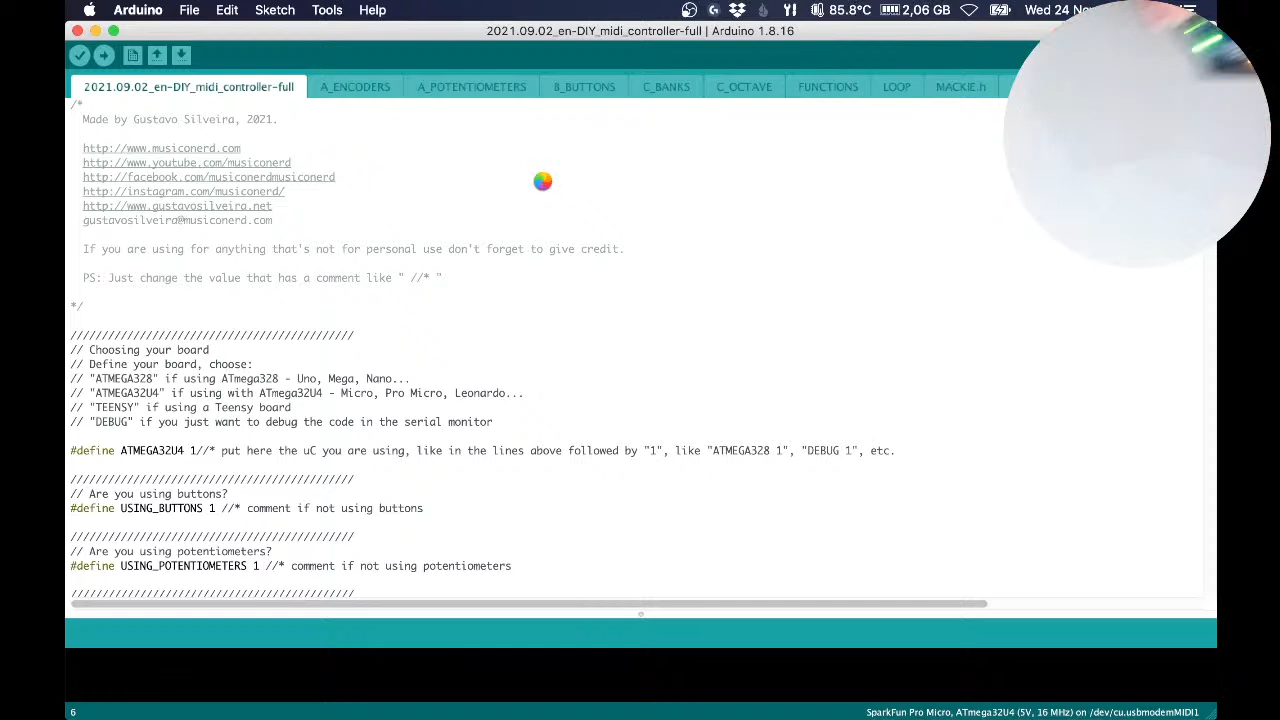 Arduino File Edit Sketch Tools Help 85.8°C 2,06 GB Wed 24 Nov
2021.09.02_en-DIY_midi_controller-full | Arduino 1.8.16
2021.09.02_en-DIY_midi_controller-full A_ENCODERS A_POTENTIOMETERS B_BUTTONS C_BANKS C_OCTAVE FUNCTIONS LOOP MACKIE.h
/*
Made by Gustavo Silveira, 2021.
http://www.musiconerd.com
http://www.youtube.com/musiconerd
http://facebook.com/musiconerdmusiconerd
http://instagram.com/musiconerd/
http://www.gustavosilveira.net
gustavosilveira@musiconerd.com
If you are using for anything that's not for personal use don't forget to give credit.
PS: Just change the value that has a comment like " //* "
*/
/////////////////////////////////////////////
// Choosing your board
// Define your board, choose:
// "ATMEGA328" if using ATmega328 - Uno, Mega, Nano...
// "ATMEGA32U4" if using with ATmega32U4 - Micro, Pro Micro, Leonardo...
// "TEENSY" if using a Teensy board
// "DEBUG" if you just want to debug the code in the serial monitor
#define ATMEGA32U4 1//* put here the uC you are using, like in the lines above followed by "1", like "ATMEGA328 1", "DEBUG 1", etc.
/////////////////////////////////////////////
// Are you using buttons?
#define USING_BUTTONS 1 //* comment if not using buttons
/////////////////////////////////////////////
// Are you using potentiometers?
#define USING_POTENTIOMETERS 1 //* comment if not using potentiometers
/////////////////////////////////////////////
6 SparkFun Pro Micro, ATmega32U4 (5V, 16 MHz) on /dev/cu.usbmodemMIDI1